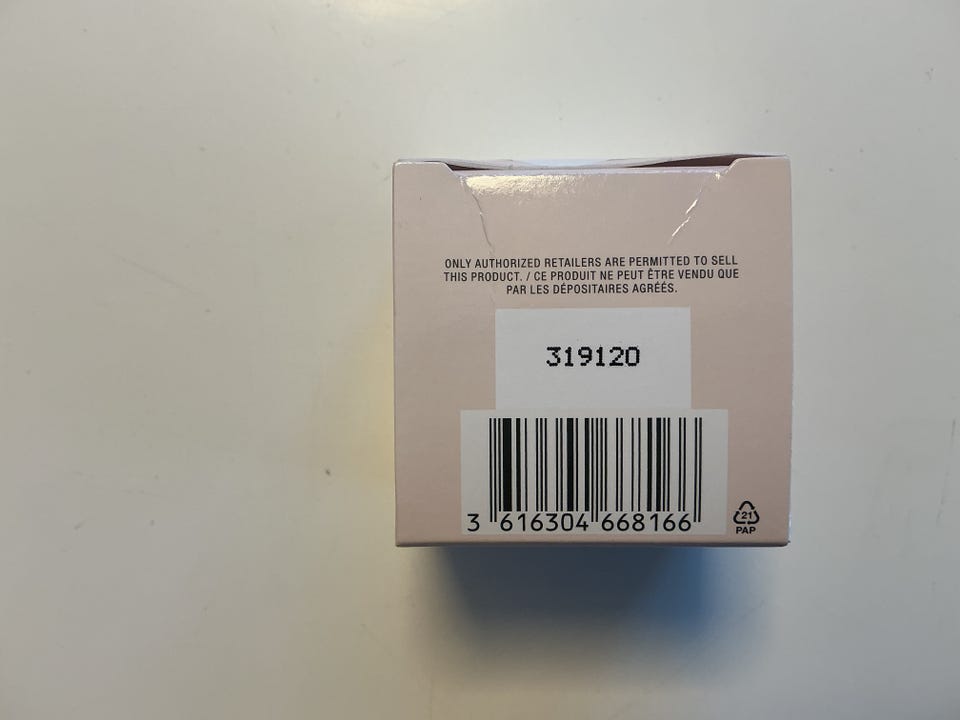 ONLY AUTHORIZED RETAILERS ARE PERMITTED TO SELL
THIS PRODUCT. / CE PRODUIT NE PEUT ÊTRE VENDU QUE
PAR LES DÉPOSITAIRES AGRÉÉS.
319120
3 616304 668166
21
PAP